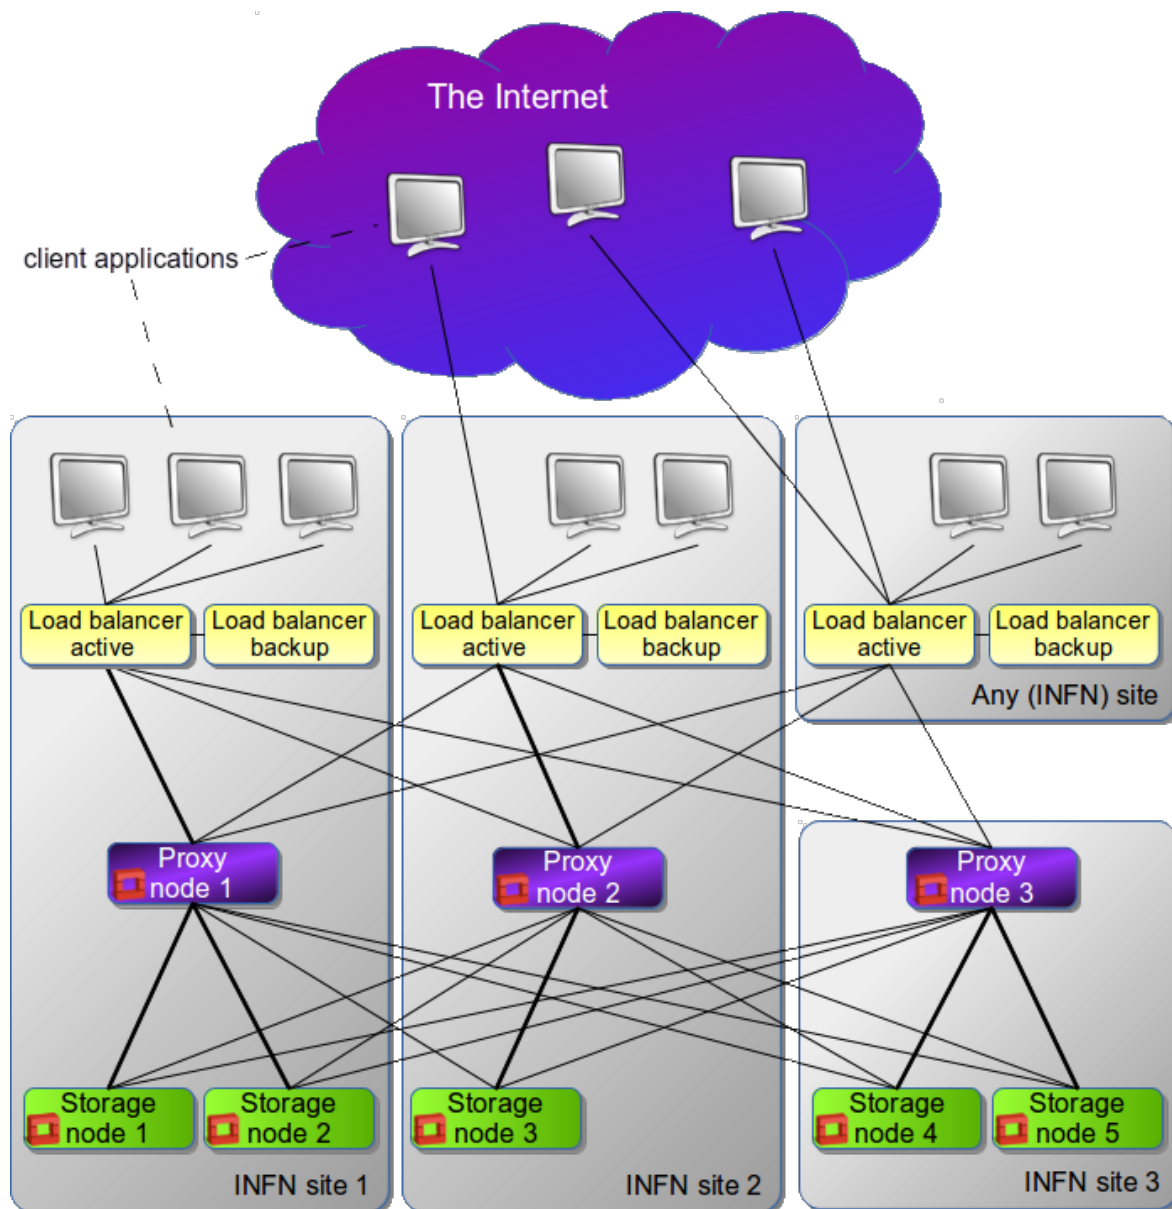 The Internet
client applications
Load balancer
active
Load balancer
backup
Load balancer
active
Load balancer
backup
Load balancer
active
Load balancer
backup
Any (INFN) site
Proxy
node 1
Proxy
node 2
Proxy
node 3
Storage
node 1
Storage
node 2
Storage
node 3
Storage
node 4
Storage
node 5
INFN site 1
INFN site 2
INFN site 3